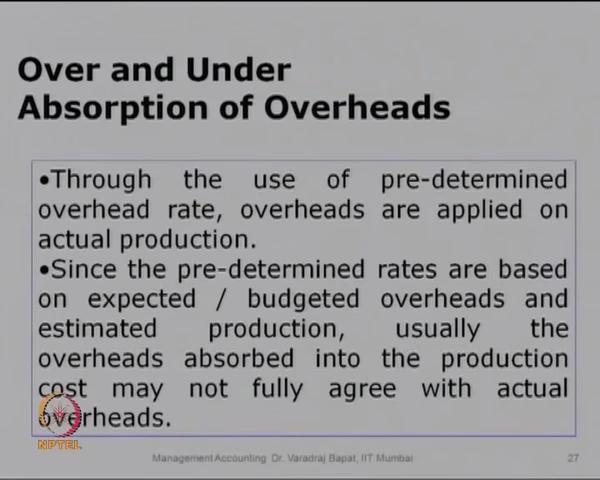 Over and Under
Absorption of Overheads
•Through the use of pre-determined
overhead rate, overheads are applied on
actual production.
•Since the pre-determined rates are based
on expected / budgeted overheads and
estimated production, usually the
overheads absorbed into the production
cost may not fully agree with actual
overheads.
NPTEL
Management Accounting Dr. Varadraj Bapat, IIT Mumbai
27